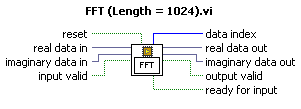 FFT (Length = 1024).vi
reset
data index
real data in
real data out
imaginary data in
imaginary data out
input valid
FFT
output valid
ready for input